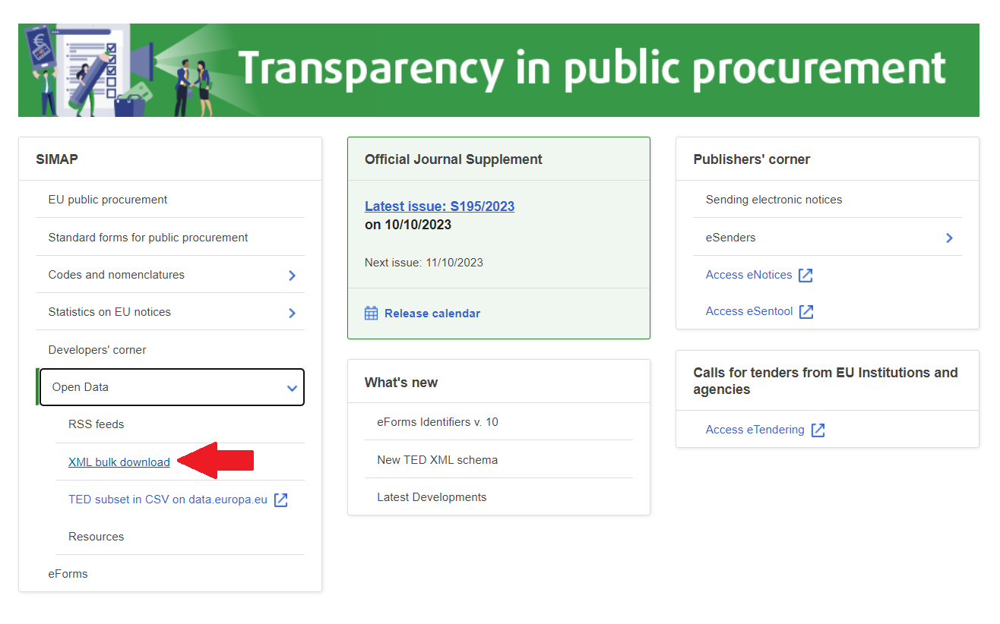 Transparency in public procurement
SIMAP
EU public procurement
Standard forms for public procurement
Codes and nomenclatures
Statistics on EU notices
Developers' corner
Open Data
RSS feeds
XML bulk download
TED subset in CSV on data.europa.eu
Resources
eForms
Official Journal Supplement
Latest issue: S195/2023
on 10/10/2023
Next issue: 11/10/2023
Release calendar
What's new
eForms Identifiers v. 10
New TED XML schema
Latest Developments
Publishers' corner
Sending electronic notices
eSenders
Access eNotices
Access eSentool
Calls for tenders from EU Institutions and
agencies
Access eTendering